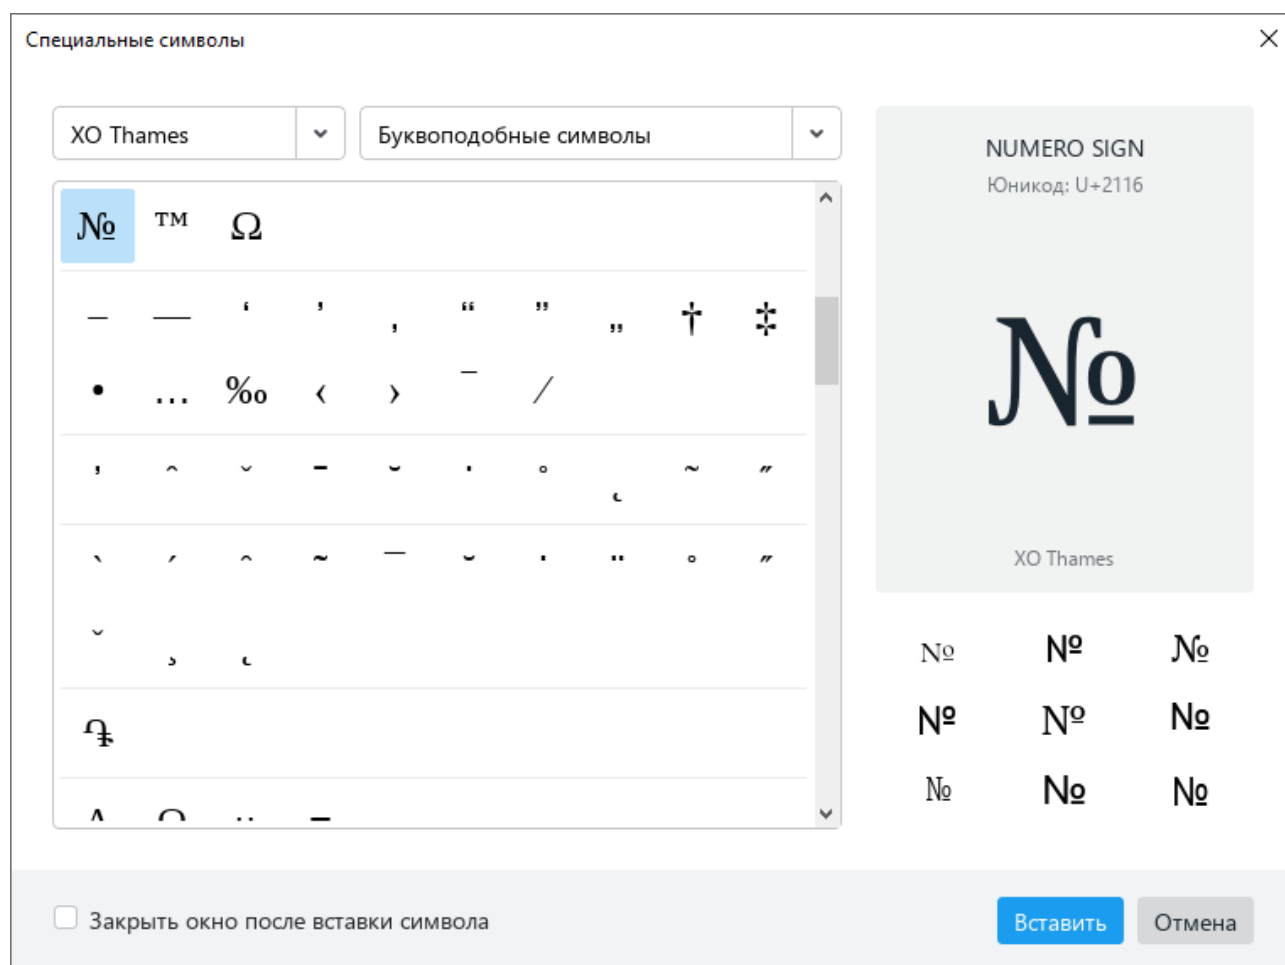 Специальные символы
XO Thames
Буквоподобные символы
№ ™ Ω
– — ‘ ’ ‚ “ ” „ † ‡
• … ‰ ‹ › ‾ ⁄
ʼ ˆ ˇ ˉ ˘ ˙ ˚ ˛ ˜ ˝
NUMERO SIGN
Юникод: U+2116
№
XO Thames
№ № №
№ № №
№ № №
Закрыть окно после вставки символа
Вставить
Отмена